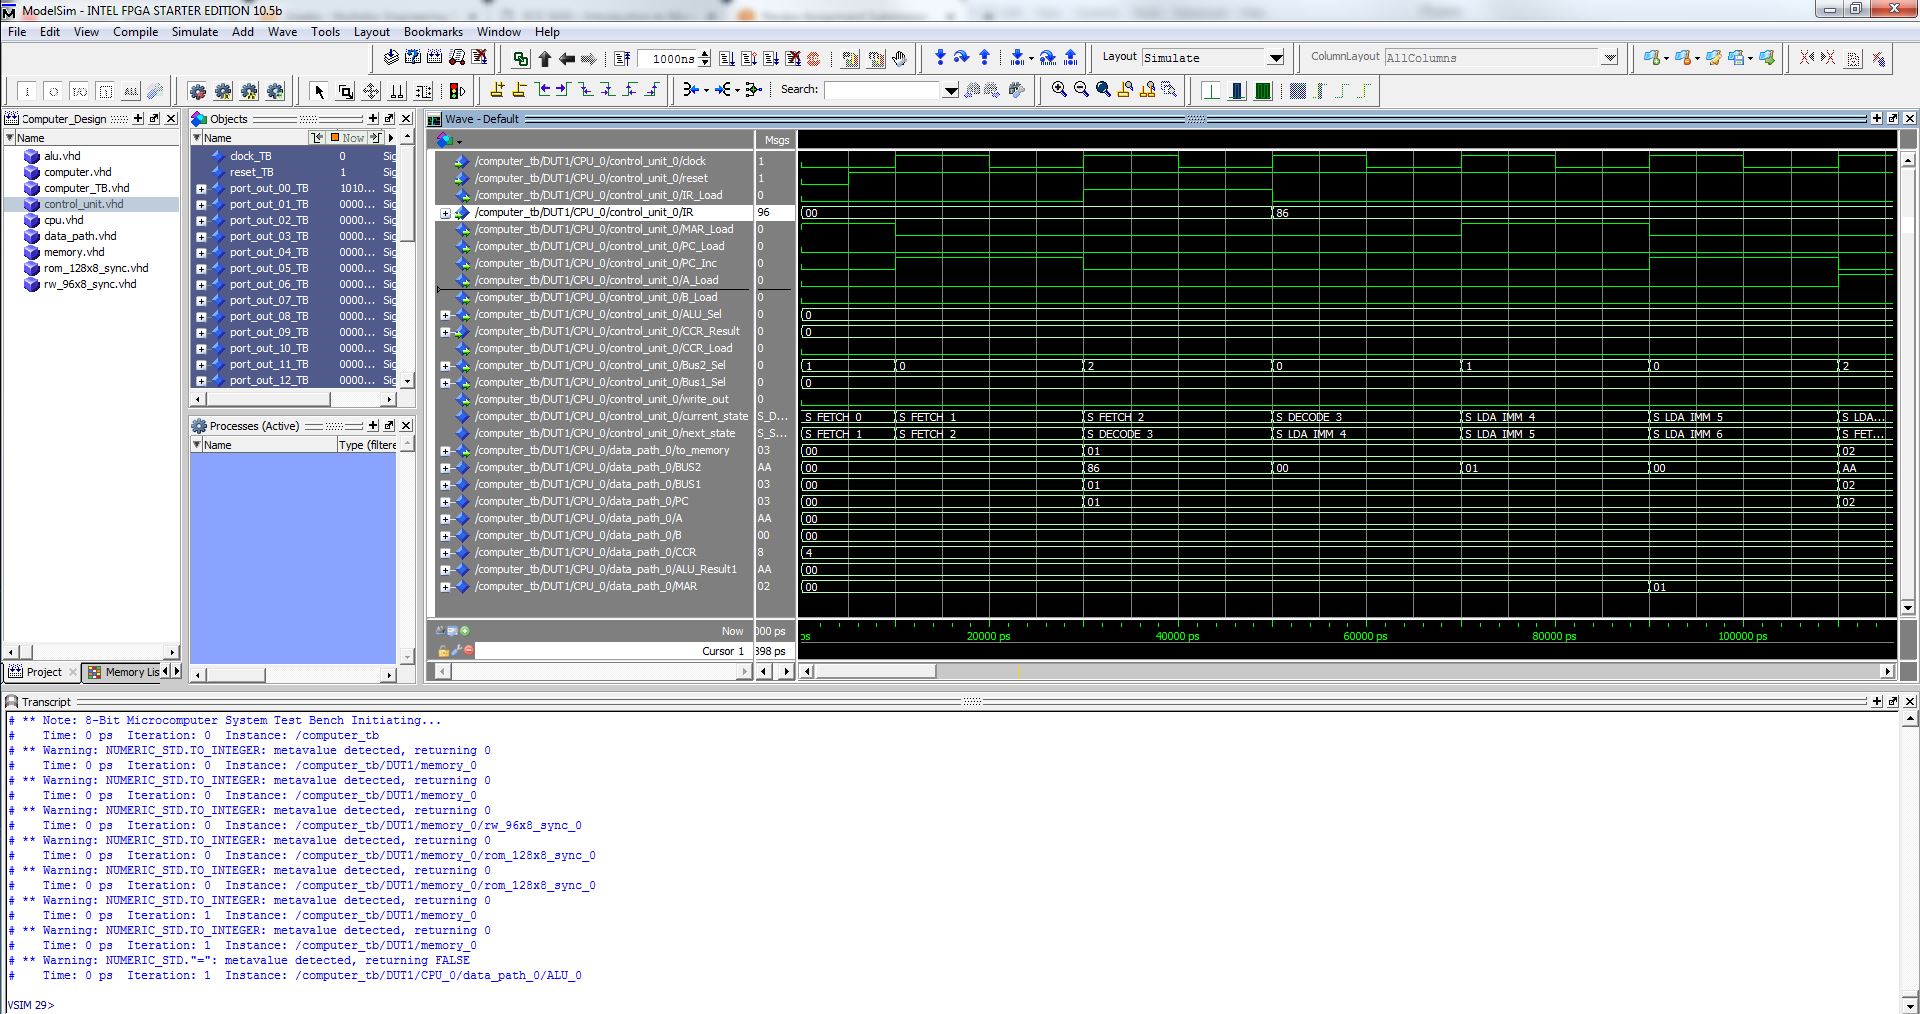 ModelSim - INTEL FPGA STARTER EDITION 10.5b
File Edit View Compile Simulate Add Wave Tools Layout Bookmarks Window Help
1000ns
Layout Simulate
ColumnLayout AllColumns
Search:
Computer_Design
Name
alu.vhd
computer.vhd
computer_TB.vhd
control_unit.vhd
cpu.vhd
data_path.vhd
memory.vhd
rom_128x8_sync.vhd
rw_96x8_sync.vhd
Project
Memory Lis
Objects
Name Now
clock_TB 0 Sig
reset_TB 1 Sig
port_out_00_TB 1010... Sig
port_out_01_TB 0000... Sig
port_out_02_TB 0000... Sig
port_out_03_TB 0000... Sig
port_out_04_TB 0000... Sig
port_out_05_TB 0000... Sig
port_out_06_TB 0000... Sig
port_out_07_TB 0000... Sig
port_out_08_TB 0000... Sig
port_out_09_TB 0000... Sig
port_out_10_TB 0000... Sig
port_out_11_TB 0000... Sig
port_out_12_TB 0000... Sig
Processes (Active)
Name Type (filtere
Wave - Default
Msgs
/computer_tb/DUT1/CPU_0/control_unit_0/clock 1
/computer_tb/DUT1/CPU_0/control_unit_0/reset 1
/computer_tb/DUT1/CPU_0/control_unit_0/IR_Load 0
/computer_tb/DUT1/CPU_0/control_unit_0/IR 96 00 86
/computer_tb/DUT1/CPU_0/control_unit_0/MAR_Load 0
/computer_tb/DUT1/CPU_0/control_unit_0/PC_Load 0
/computer_tb/DUT1/CPU_0/control_unit_0/PC_Inc 0
/computer_tb/DUT1/CPU_0/control_unit_0/A_Load 0
/computer_tb/DUT1/CPU_0/control_unit_0/B_Load 0
/computer_tb/DUT1/CPU_0/control_unit_0/ALU_Sel 0 0
/computer_tb/DUT1/CPU_0/control_unit_0/CCR_Result 0 0
/computer_tb/DUT1/CPU_0/control_unit_0/CCR_Load 0
/computer_tb/DUT1/CPU_0/control_unit_0/Bus2_Sel 0 1 0 2 0 1 0 2
/computer_tb/DUT1/CPU_0/control_unit_0/Bus1_Sel 0 0
/computer_tb/DUT1/CPU_0/control_unit_0/write_out 0
/computer_tb/DUT1/CPU_0/control_unit_0/current_state S_D... S_FETCH_0 S_FETCH_1 S_FETCH_2 S_DECODE_3 S_LDA_IMM_4 S_LDA_IMM_5 S_LDA...
/computer_tb/DUT1/CPU_0/control_unit_0/next_state S_S... S_FETCH_1 S_FETCH_2 S_DECODE_3 S_LDA_IMM_4 S_LDA_IMM_5 S_LDA_IMM_6 S_FET...
/computer_tb/DUT1/CPU_0/data_path_0/to_memory 03 00 01 02
/computer_tb/DUT1/CPU_0/data_path_0/BUS2 AA 00 86 00 01 00 AA
/computer_tb/DUT1/CPU_0/data_path_0/BUS1 03 00 01 02
/computer_tb/DUT1/CPU_0/data_path_0/PC 03 00 01 02
/computer_tb/DUT1/CPU_0/data_path_0/A AA 00
/computer_tb/DUT1/CPU_0/data_path_0/B 00 00
/computer_tb/DUT1/CPU_0/data_path_0/CCR 8 4
/computer_tb/DUT1/CPU_0/data_path_0/ALU_Result1 AA 00
/computer_tb/DUT1/CPU_0/data_path_0/MAR 02 00 01
Now 000 ps ps 20000 ps 40000 ps 60000 ps 80000 ps 100000 ps
Cursor 1 398 ps
Transcript
# ** Note: 8-Bit Microcomputer System Test Bench Initiating...
# Time: 0 ps Iteration: 0 Instance: /computer_tb
# ** Warning: NUMERIC_STD.TO_INTEGER: metavalue detected, returning 0
# Time: 0 ps Iteration: 0 Instance: /computer_tb/DUT1/memory_0
# ** Warning: NUMERIC_STD.TO_INTEGER: metavalue detected, returning 0
# Time: 0 ps Iteration: 0 Instance: /computer_tb/DUT1/memory_0
# ** Warning: NUMERIC_STD.TO_INTEGER: metavalue detected, returning 0
# Time: 0 ps Iteration: 0 Instance: /computer_tb/DUT1/memory_0/rw_96x8_sync_0
# ** Warning: NUMERIC_STD.TO_INTEGER: metavalue detected, returning 0
# Time: 0 ps Iteration: 0 Instance: /computer_tb/DUT1/memory_0/rom_128x8_sync_0
# ** Warning: NUMERIC_STD.TO_INTEGER: metavalue detected, returning 0
# Time: 0 ps Iteration: 0 Instance: /computer_tb/DUT1/memory_0/rom_128x8_sync_0
# ** Warning: NUMERIC_STD.TO_INTEGER: metavalue detected, returning 0
# Time: 0 ps Iteration: 1 Instance: /computer_tb/DUT1/memory_0
# ** Warning: NUMERIC_STD.TO_INTEGER: metavalue detected, returning 0
# Time: 0 ps Iteration: 1 Instance: /computer_tb/DUT1/memory_0
# ** Warning: NUMERIC_STD."=": metavalue detected, returning FALSE
# Time: 0 ps Iteration: 1 Instance: /computer_tb/DUT1/CPU_0/data_path_0/ALU_0
VSIM 29>